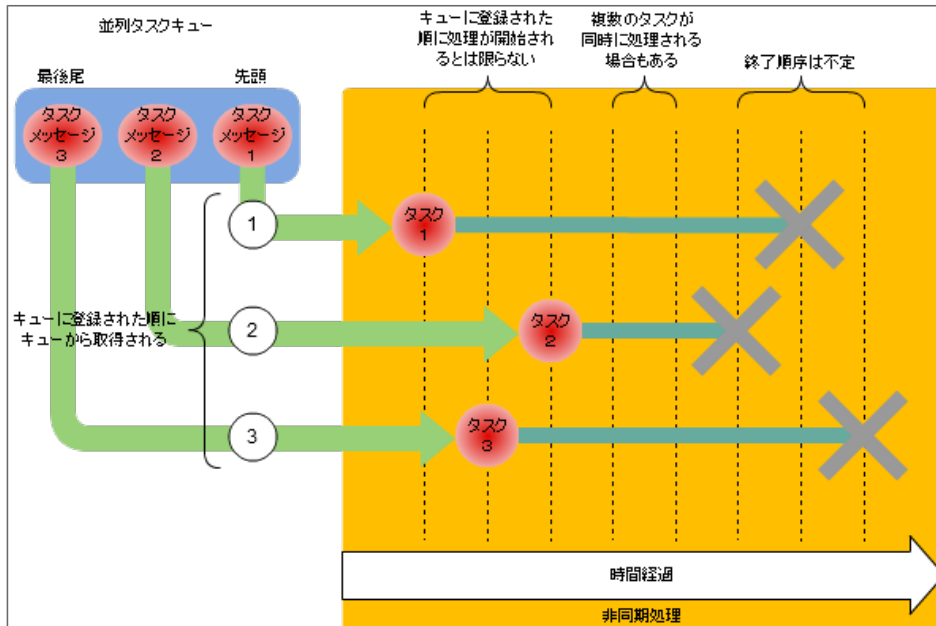 並列タスクキュー
キューに登録された
順に処理が開始され
るとは限らない
複数のタスクが
同時に処理される
場合もある
終了順序は不定
最後尾
先頭
タスク
メッセージ
3
タスク
メッセージ
2
タスク
メッセージ
1
1
タスク
1
キューに登録された順に
キューから取得される
2
タスク
2
3
タスク
3
時間経過
非同期処理